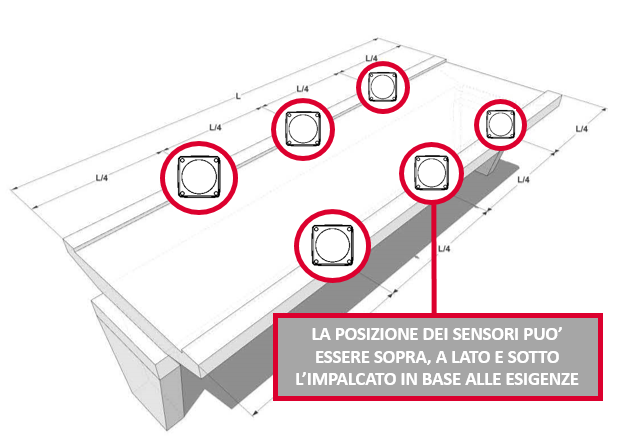 L/4
L
L/4
L/4
L/4
L/4
L/4
L/4
LA POSIZIONE DEI SENSORI PUO'
ESSERE SOPRA, A LATO E SOTTO
L'IMPALCATO IN BASE ALLE ESIGENZE